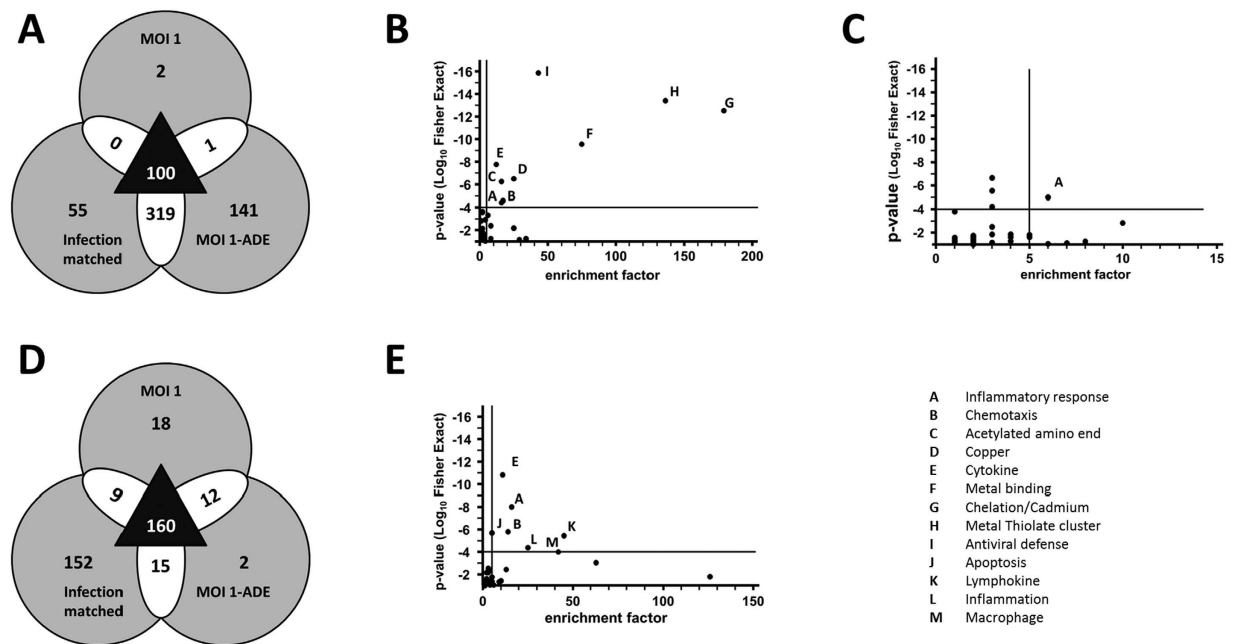 A
MOI 1
2
0
1
100
55
319
141
Infection
matched
MOI 1-ADE
B
p-value (Log10 Fisher Exact)
-16
-14
-12
-10
-8
-6
-4
-2
I
H
G
F
E
D
C
A
B
0 50 100 150 200
enrichment factor
C
p-value (Log10 Fisher Exact)
-16
-14
-12
-10
-8
-6
-4
-2
A
0 5 10 15
enrichment factor
D
MOI 1
18
9
12
160
152
15
2
Infection
matched
MOI 1-ADE
E
p-value (Log10 Fisher Exact)
-16
-14
-12
-10
-8
-6
-4
-2
E
A
J
B
K
L
M
0 50 100 150
enrichment factor
A Inflammatory response
B Chemotaxis
C Acetylated amino end
D Copper
E Cytokine
F Metal binding
G Chelation/Cadmium
H Metal Thiolate cluster
I Antiviral defense
J Apoptosis
K Lymphokine
L Inflammation
M Macrophage